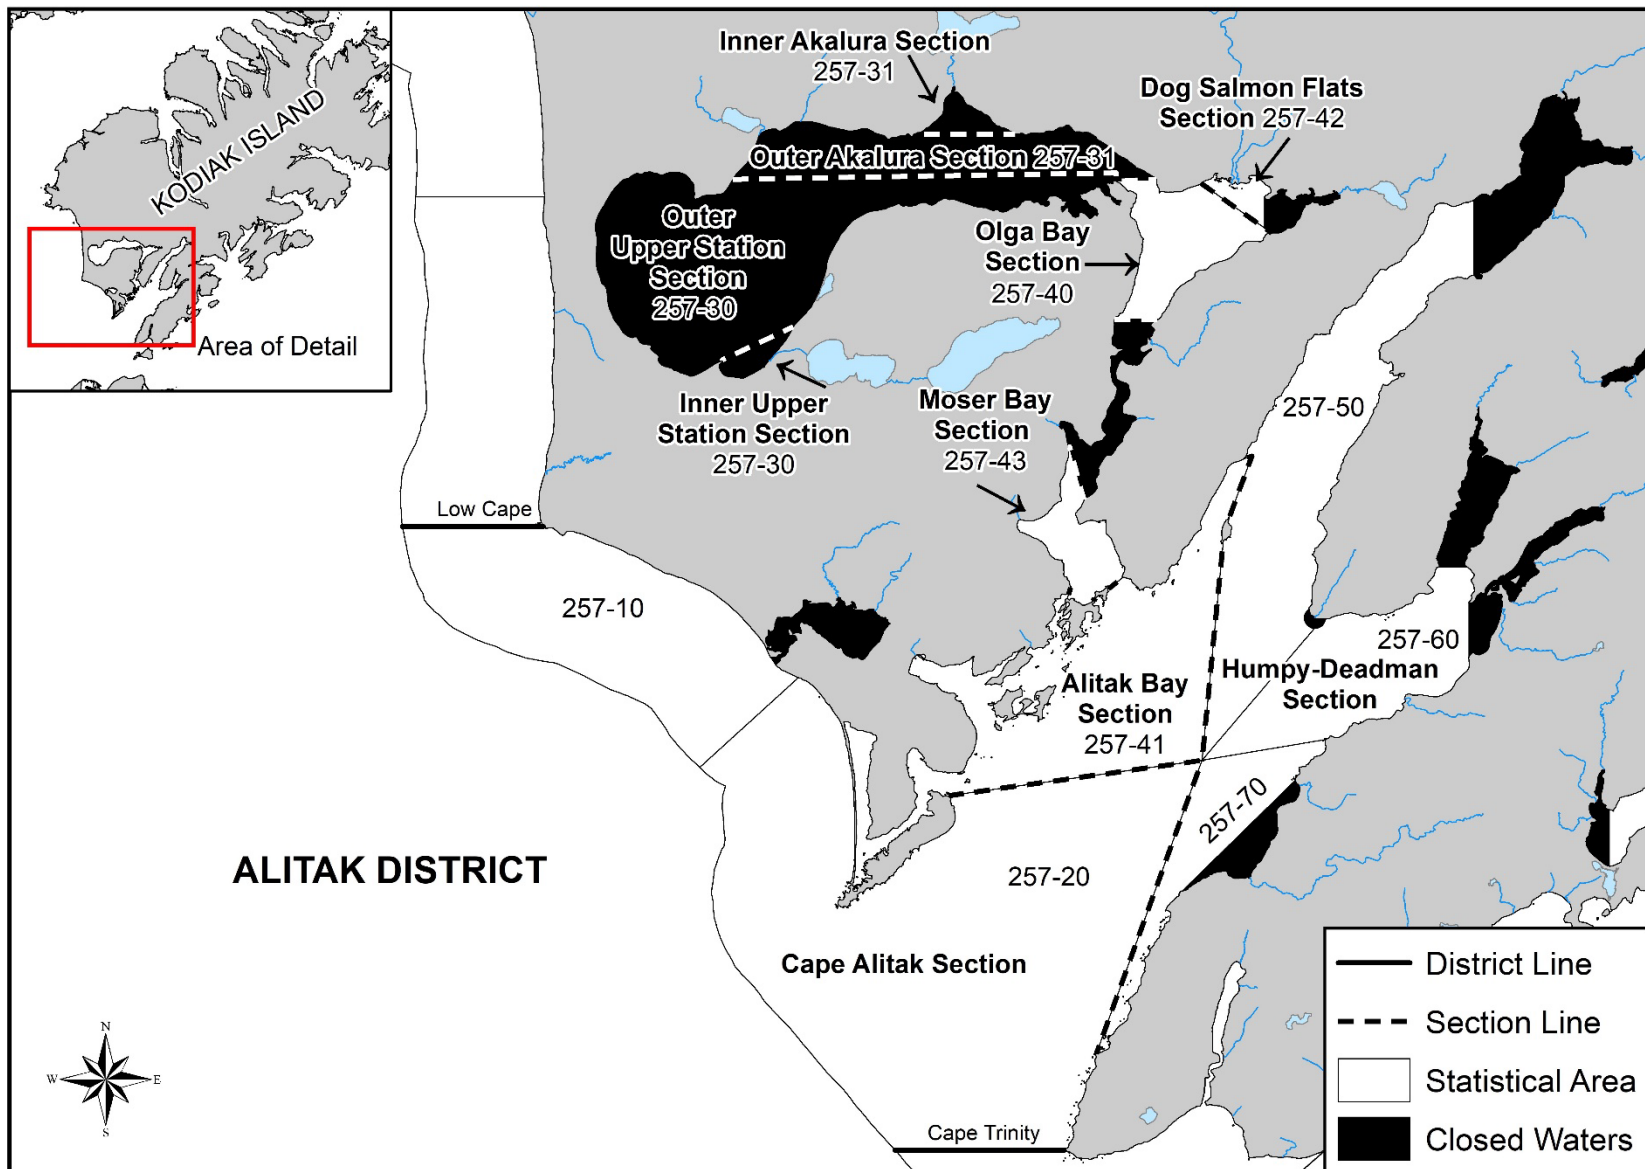 KODIAK ISLAND
Area of Detail
Inner Akalura Section
257-31
Dog Salmon Flats
Section 257-42
Outer Akalura Section 257-31
Outer
Upper Station
Section
257-30
Olga Bay
Section
257-40
Inner Upper
Station Section
257-30
Moser Bay
Section
257-43
257-50
Low Cape
257-10
257-60
Humpy-Deadman
Section
Alitak Bay
Section
257-41
257-70
ALITAK DISTRICT
257-20
Cape Alitak Section
Cape Trinity
N
W
E
S
District Line
Section Line
Statistical Area
Closed Waters